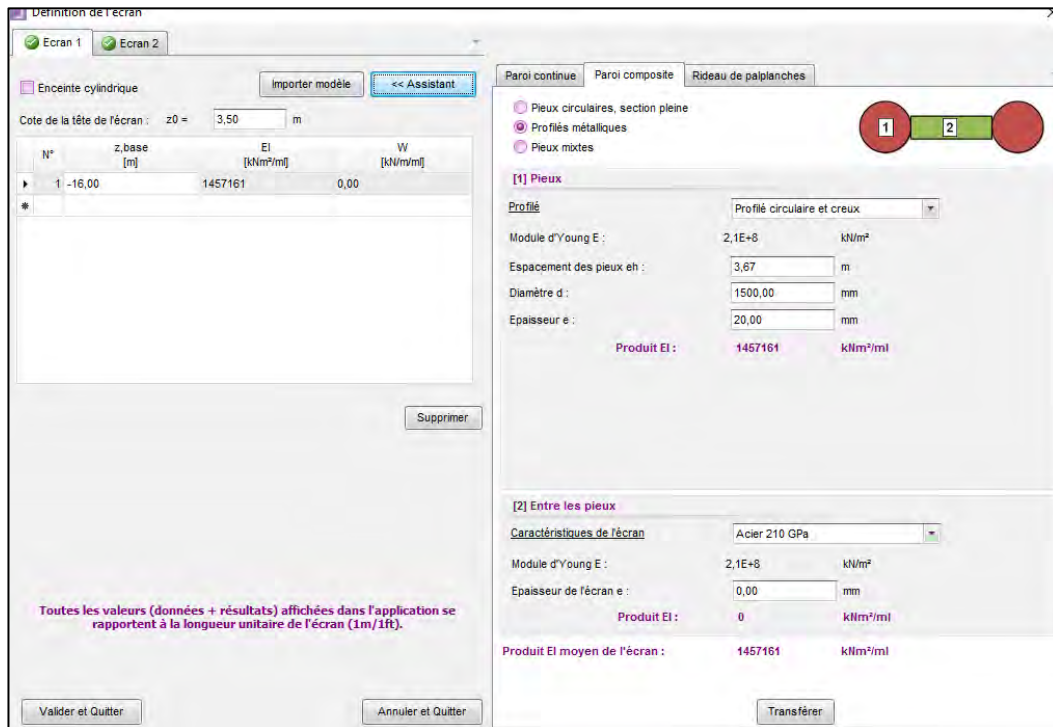 Définition de l'écran
Ecran 1
Ecran 2
Enceinte cylindrique
Importer modèle
<< Assistant
Cote de la tête de l'écran : z0 = 3,50 m
N° z,base [m] EI [kNm²/ml] W [kN/m/ml]
1 -16,00 1457161 0,00
Supprimer
Toutes les valeurs (données + résultats) affichées dans l'application se
rapportent à la longueur unitaire de l'écran (1m/1ft).
Valider et Quitter
Annuler et Quitter
Paroi continue
Paroi composite
Rideau de palplanches
Pieux circulaires, section pleine
Profilés métalliques
Pieux mixtes
1 2
[1] Pieux
Profilé Profilé circulaire et creux
Module d'Young E : 2,1E+8 kN/m²
Espacement des pieux eh : 3,67 m
Diamètre d : 1500,00 mm
Epaisseur e : 20,00 mm
Produit EI : 1457161 kNm²/ml
[2] Entre les pieux
Caractéristiques de l'écran Acier 210 GPa
Module d'Young E : 2,1E+8 kN/m²
Epaisseur de l'écran e : 0,00 mm
Produit EI : 0 kNm²/ml
Produit EI moyen de l'écran : 1457161 kNm²/ml
Transférer